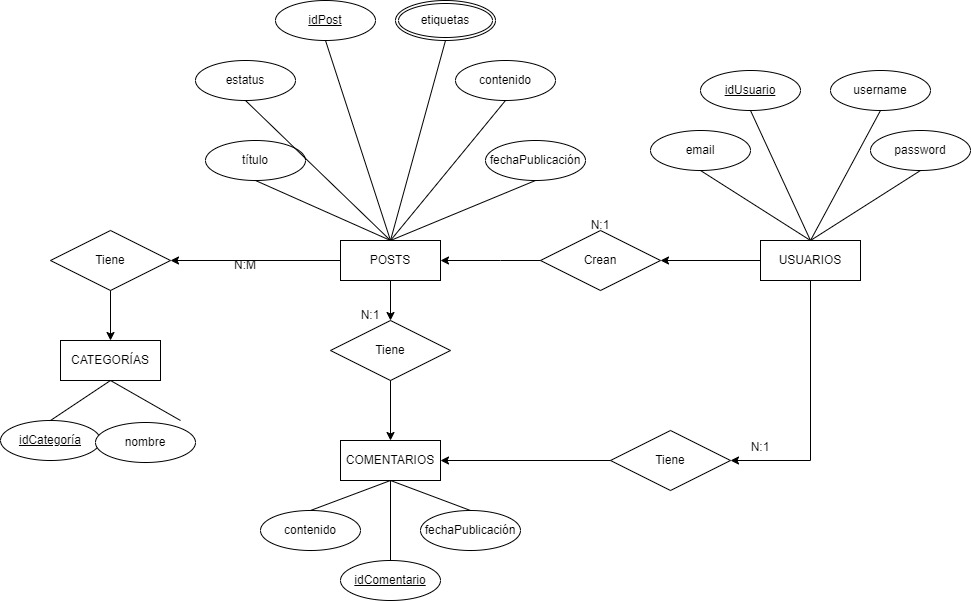 idPost
etiquetas
estatus
contenido
idUsuario
username
título
fechaPublicación
email
password
N:1
Tiene
N:M
POSTS
Crean
USUARIOS
N:1
Tiene
CATEGORÍAS
idCategoría
nombre
COMENTARIOS
Tiene
N:1
contenido
fechaPublicación
idComentario